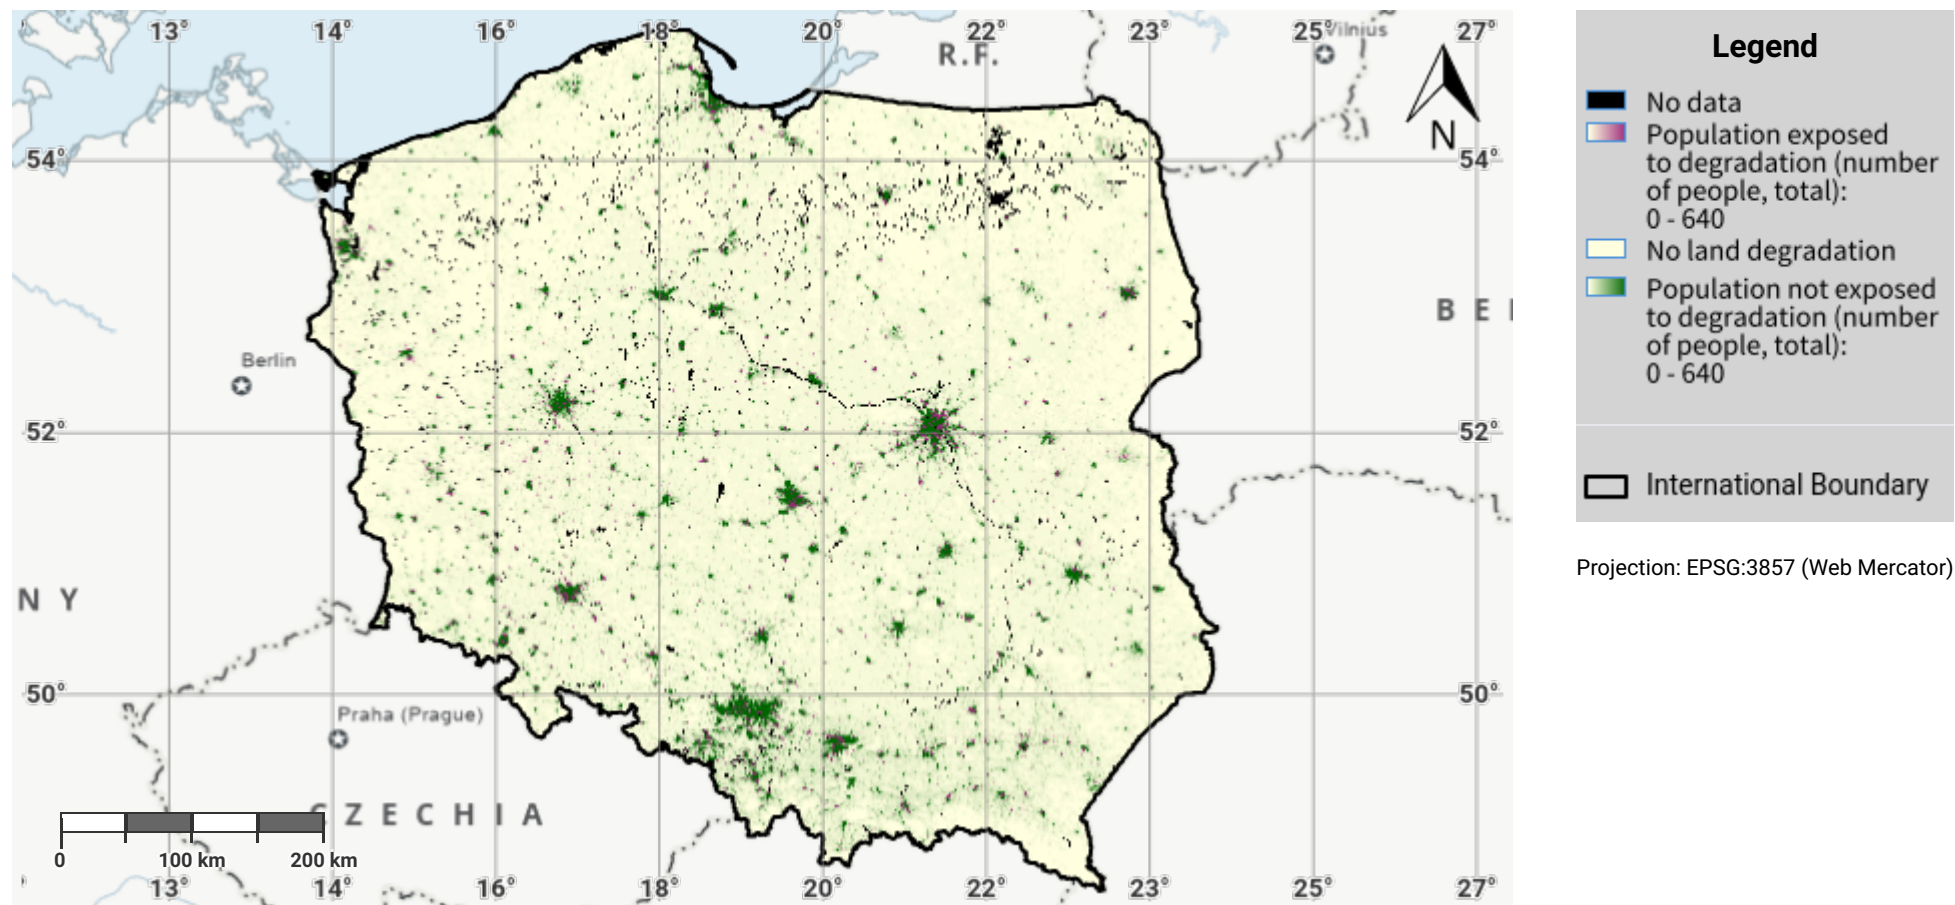 13° 14° 16° 18° 20° 22° 23° 25° 27°
Vilnius
R.F.
N
54° 54°
B E
Berlin
52° 52°
N Y
50° 50°
Praha (Prague)
C Z E C H I A
0 100 km 200 km
13° 14° 16° 18° 20° 22° 23° 25° 27°
Legend
No data
Population exposed
to degradation (number
of people, total):
0 - 640
No land degradation
Population not exposed
to degradation (number
of people, total):
0 - 640
International Boundary
Projection: EPSG:3857 (Web Mercator)